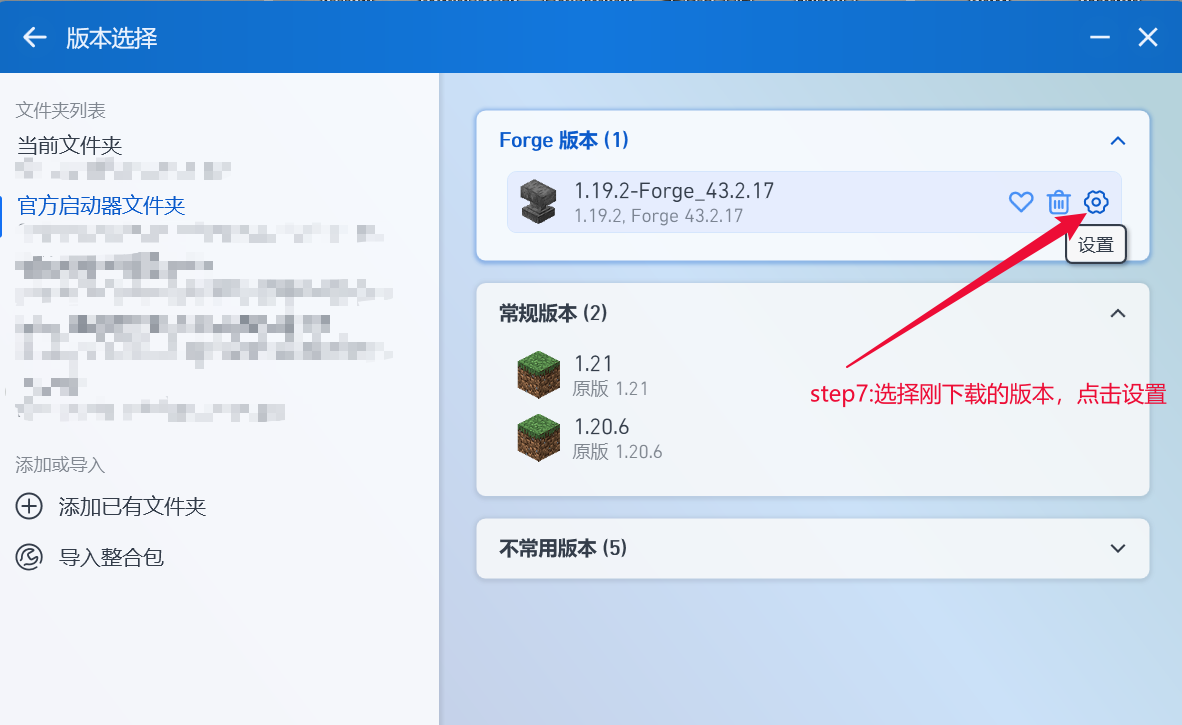 版本选择
文件夹列表
当前文件夹
官方启动器文件夹
添加或导入
添加已有文件夹
导入整合包
Forge 版本 (1)
1.19.2-Forge_43.2.17
1.19.2, Forge 43.2.17
设置
step7:选择刚下载的版本，点击设置
常规版本 (2)
1.21
原版 1.21
1.20.6
原版 1.20.6
不常用版本 (5)